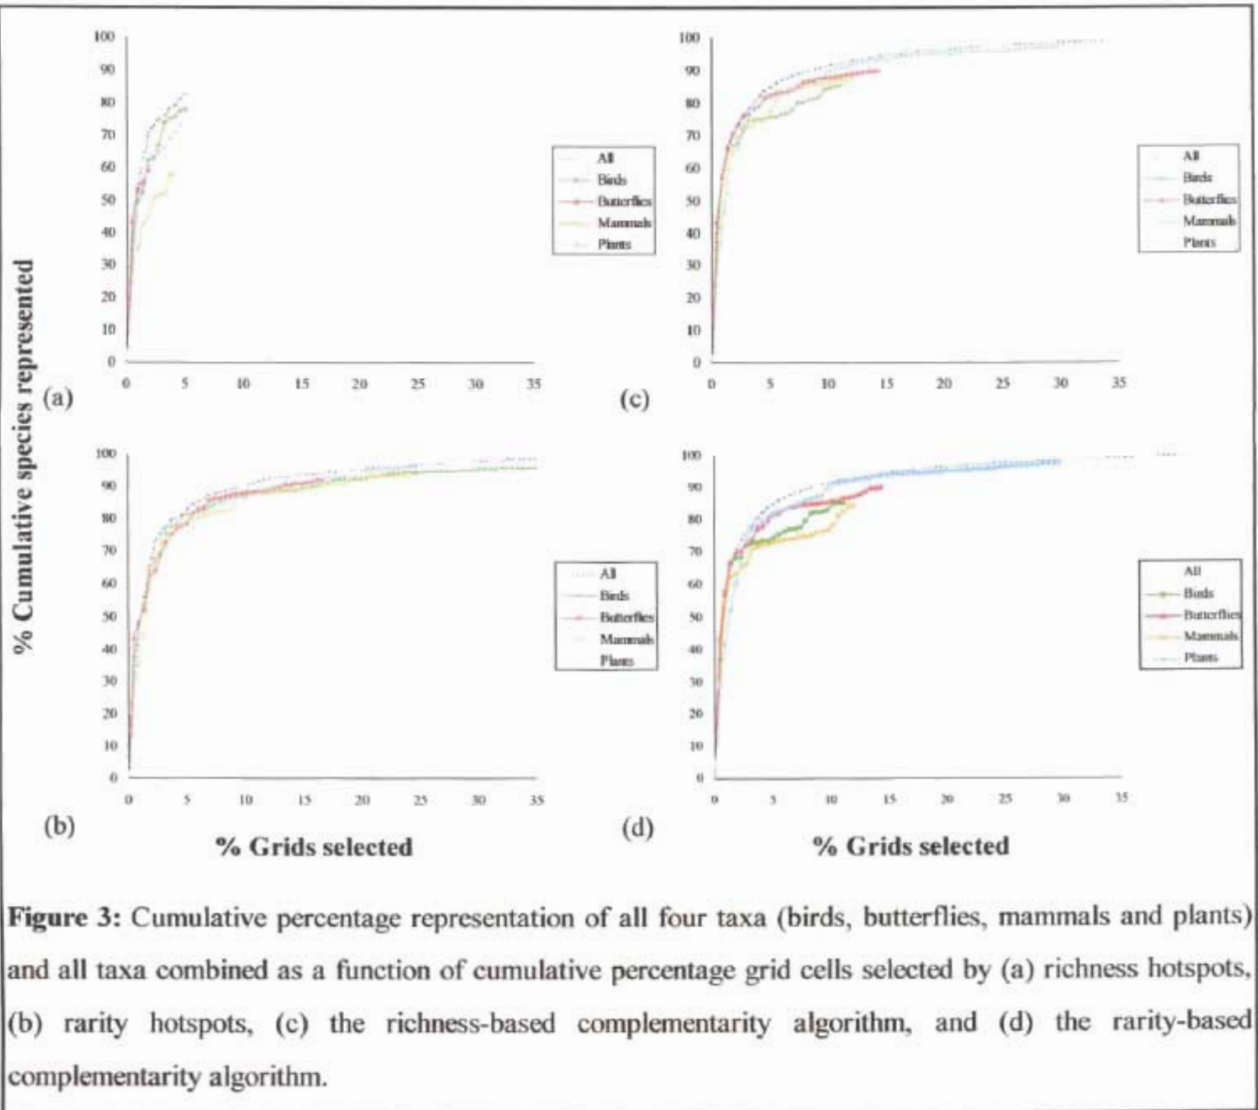 % Cumulative species represented
100
90
80
70
60
50
40
30
20
10
0
0 5 10 15 20 25 30 35
(a)
All
Birds
Butterflies
Mammals
Plants
100
90
80
70
60
50
40
30
20
10
0
0 5 10 15 20 25 30 35
(c)
All
Birds
Butterflies
Mammals
Plants
100
90
80
70
60
50
40
30
20
10
0
0 5 10 15 20 25 30 35
(b)
% Grids selected
All
Birds
Butterflies
Mammals
Plants
100
90
80
70
60
50
40
30
20
10
0
0 5 10 15 20 25 30 35
(d)
% Grids selected
All
Birds
Butterflies
Mammals
Plants
Figure 3: Cumulative percentage representation of all four taxa (birds, butterflies, mammals and plants)
and all taxa combined as a function of cumulative percentage grid cells selected by (a) richness hotspots,
(b) rarity hotspots, (c) the richness-based complementarity algorithm, and (d) the rarity-based
complementarity algorithm.